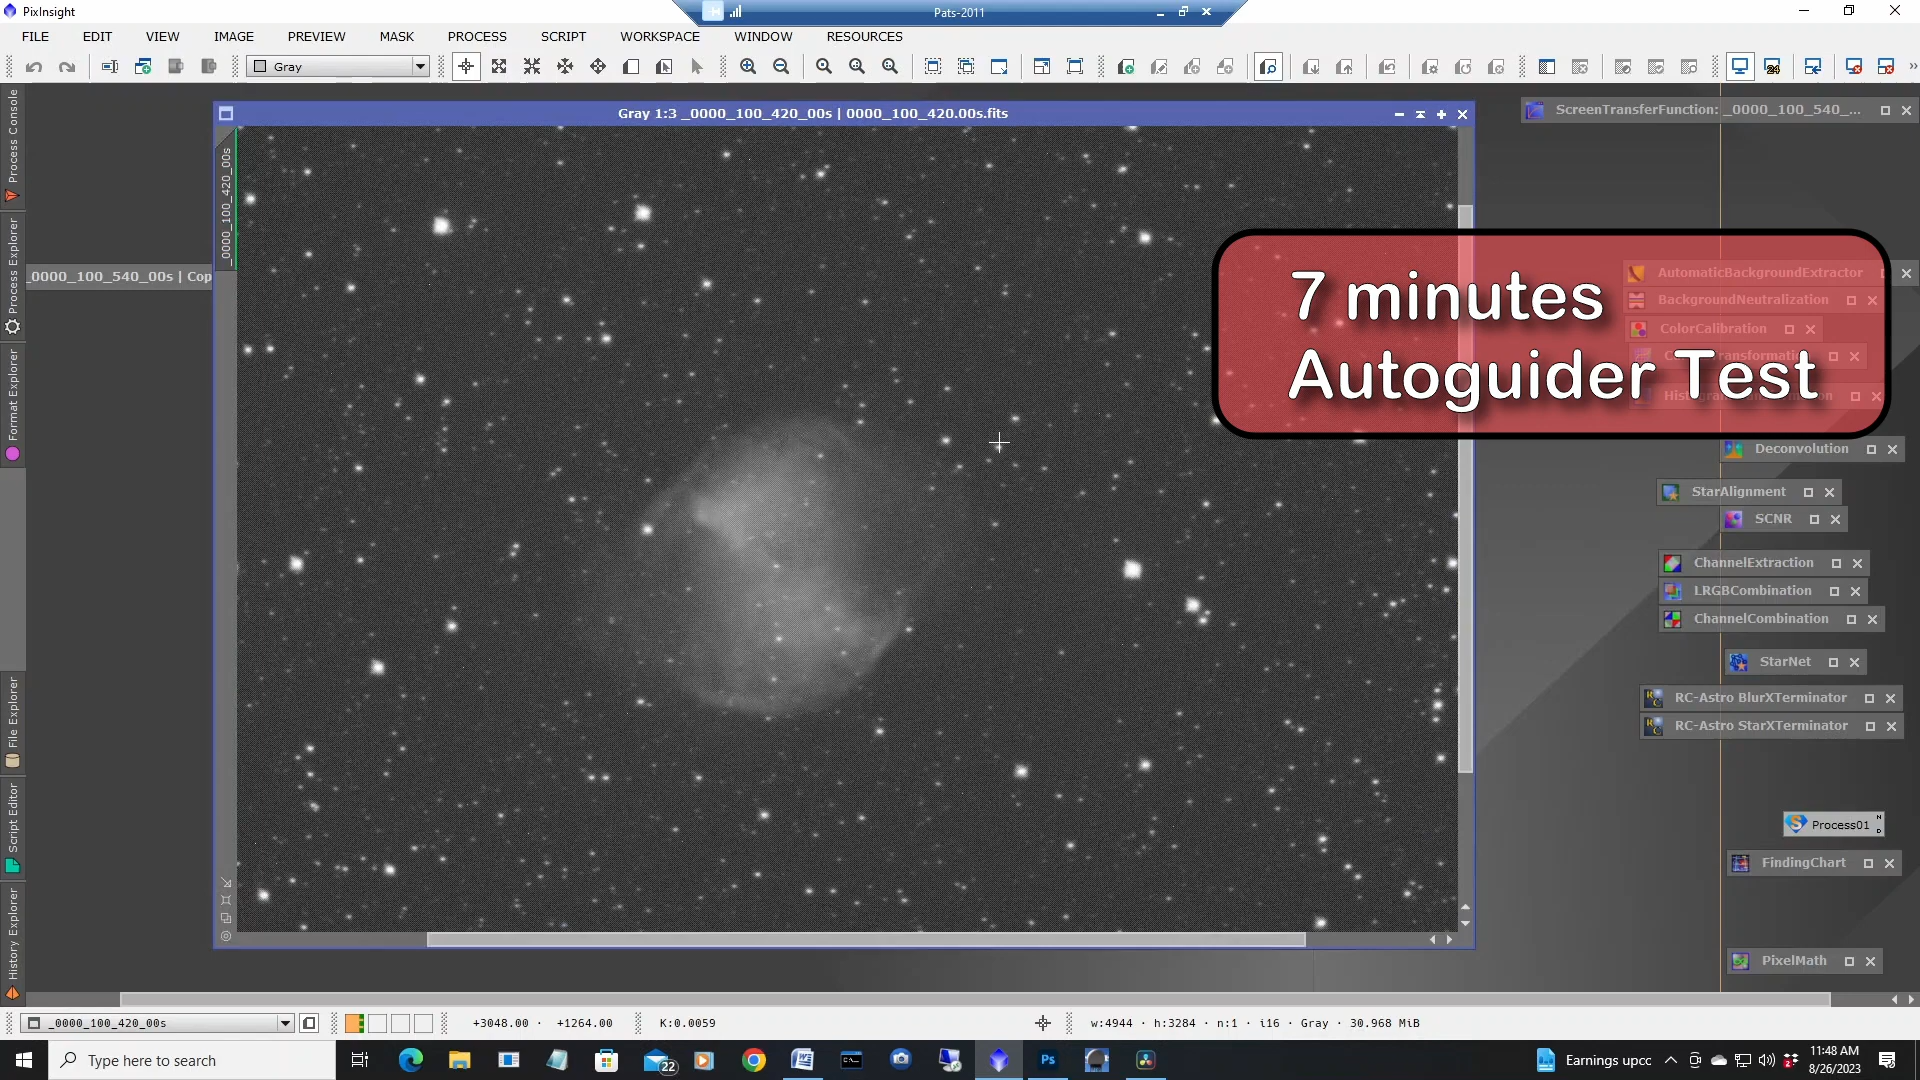 PixInsight
Pats-2011
FILE EDIT VIEW IMAGE PREVIEW MASK PROCESS SCRIPT WORKSPACE WINDOW RESOURCES
Gray
24
Gray 1:3 _0000_100_420_00s | 0000_100_420.00s.fits
ScreenTransferFunction: _0000_100_540_...
Process Console
Process Explorer
Format Explorer
File Explorer
Script Editor
History Explorer
_0000_100_420_00s
_0000_100_540_00s | Cop
7 minutes
Autoguider Test
AutomaticBackgroundExtractor
BackgroundNeutralization
ColorCalibration
Deconvolution
StarAlignment
SCNR
ChannelExtraction
LRGBCombination
ChannelCombination
StarNet
RC-Astro BlurXTerminator
RC-Astro StarXTerminator
Process01
FindingChart
PixelMath
_0000_100_420_00s
+3048.00 · +1264.00
K:0.0059
w:4944 · h:3284 · n:1 · i16 · Gray · 30.968 MiB
Type here to search
22
Ps
Earnings upcc
11:48 AM
8/26/2023